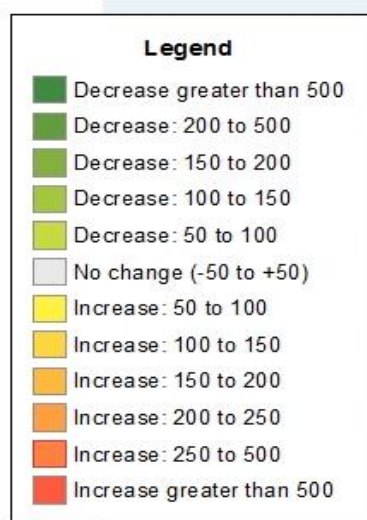 Legend
Decrease greater than 500
Decrease: 200 to 500
Decrease: 150 to 200
Decrease: 100 to 150
Decrease: 50 to 100
No change (-50 to +50)
Increase: 50 to 100
Increase: 100 to 150
Increase: 150 to 200
Increase: 200 to 250
Increase: 250 to 500
Increase greater than 500